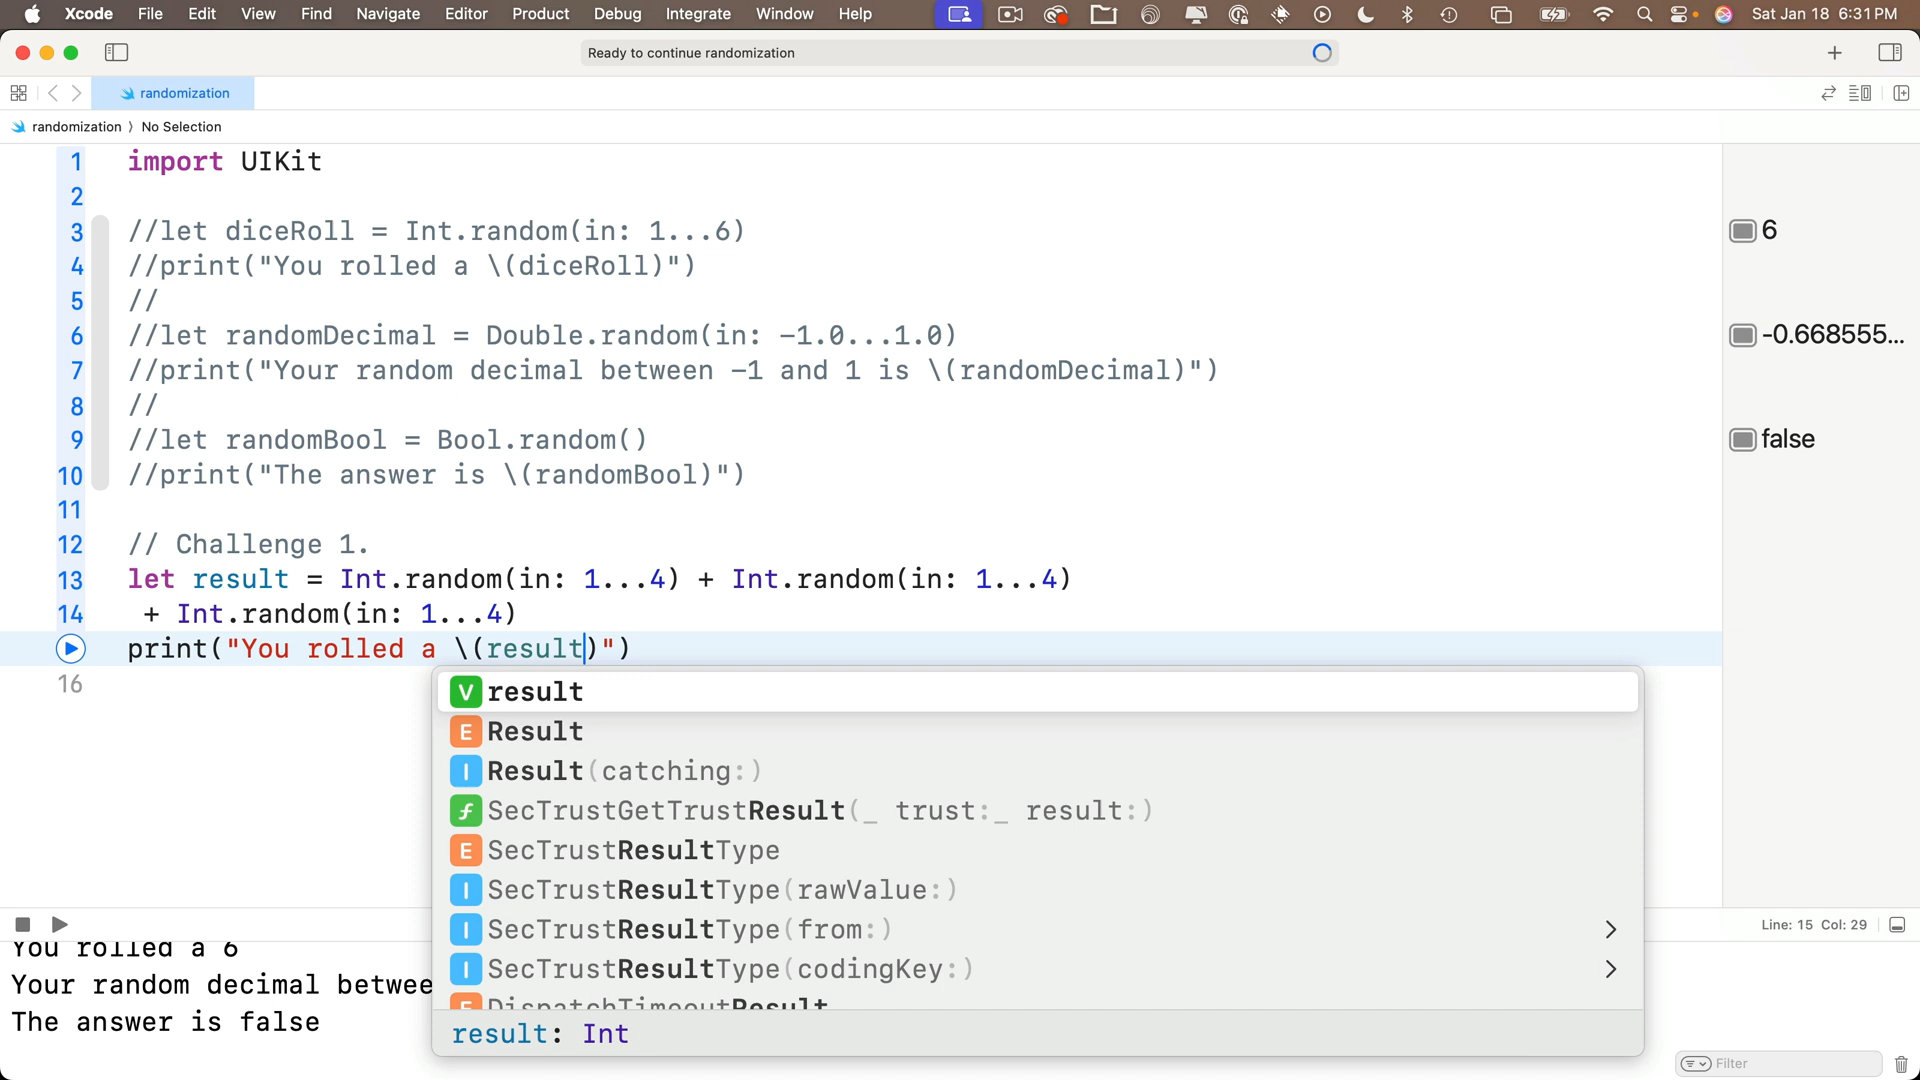 Xcode File Edit View Find Navigate Editor Product Debug Integrate Window Help Sat Jan 18 6:31 PM
Ready to continue randomization
randomization
randomization ⟩ No Selection
1 import UIKit
2
3 //let diceRoll = Int.random(in: 1...6)
6
4 //print("You rolled a \(diceRoll)")
5 //
6 //let randomDecimal = Double.random(in: -1.0...1.0)
-0.668555...
7 //print("Your random decimal between -1 and 1 is \(randomDecimal)")
8 //
9 //let randomBool = Bool.random()
false
10 //print("The answer is \(randomBool)")
11
12 // Challenge 1.
13 let result = Int.random(in: 1...4) + Int.random(in: 1...4)
14 + Int.random(in: 1...4)
print("You rolled a \(result)")
16
V result
E Result
I Result(catching:)
f SecTrustGetTrustResult(_ trust:_ result:)
E SecTrustResultType
I SecTrustResultType(rawValue:)
I SecTrustResultType(from:)
I SecTrustResultType(codingKey:)
E DispatchTimeoutResult
result: Int
Line: 15 Col: 29
You rolled a 6
Your random decimal betwee
The answer is false
Filter